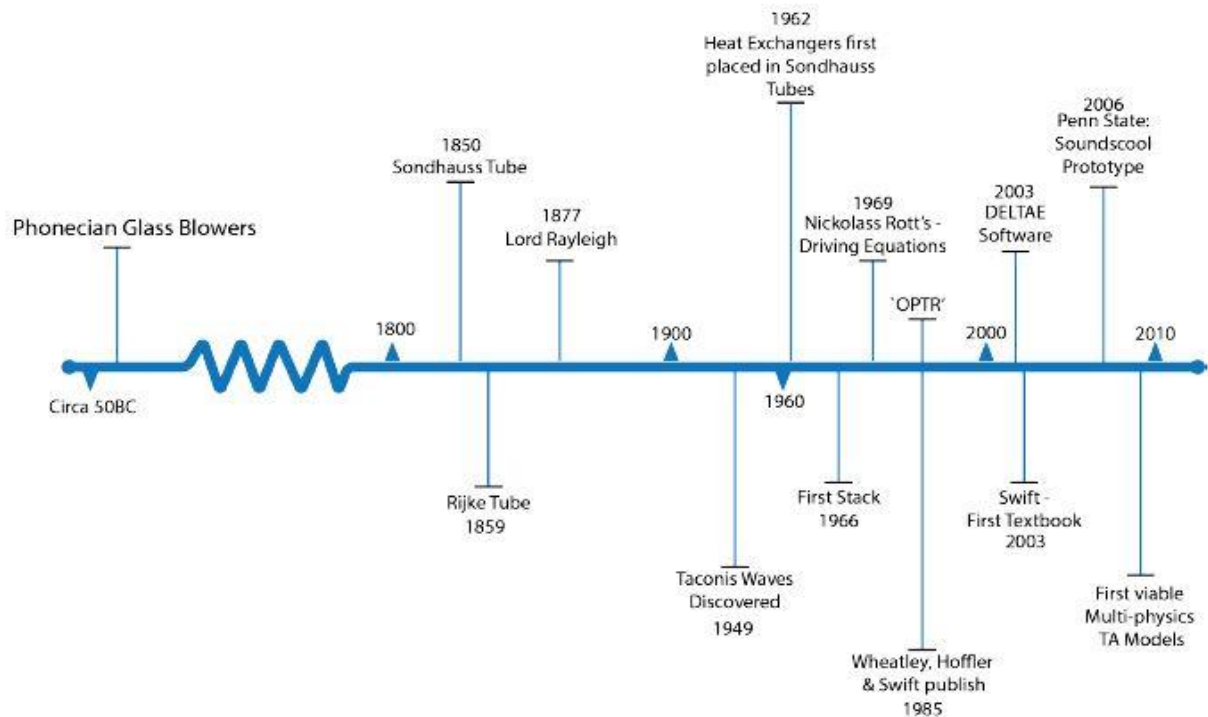 1962
Heat Exchangers first
placed in Sondhauss
Tubes
2006
Penn State:
Soundscool
Prototype
1850
Sondhauss Tube
2003
DELTAE
Software
1969
Nickolass Rott's -
Driving Equations
1877
Lord Rayleigh
Phonecian Glass Blowers
`OPTR'
1800
1900
2000
2010
Circa 50BC
1960
Rijke Tube
1859
First Stack
1966
Swift -
First Textbook
2003
Taconis Waves
Discovered
1949
First viable
Multi-physics
TA Models
Wheatley, Hoffler
& Swift publish
1985